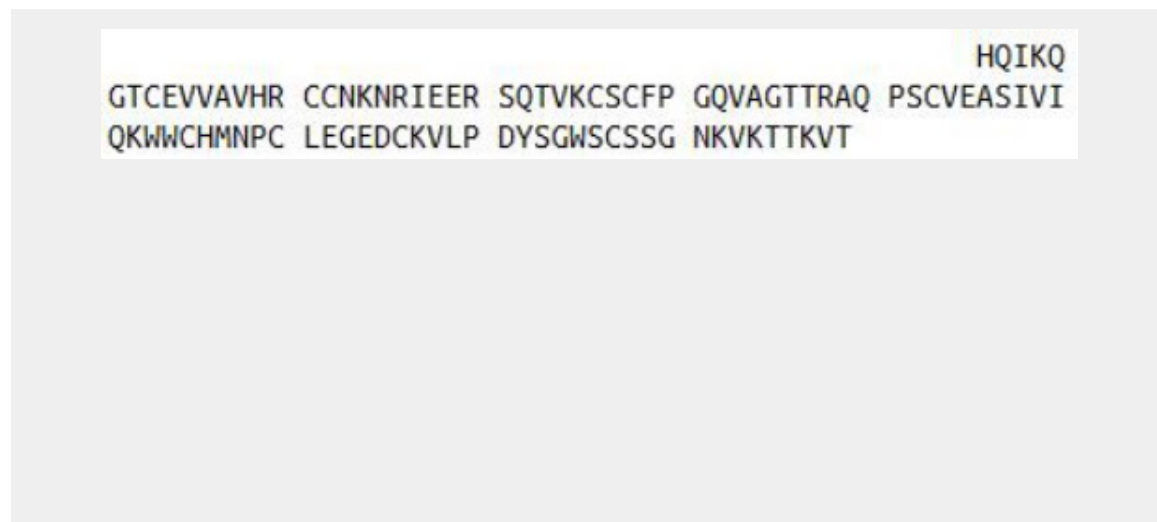 HQIKQ
GTCEVVAVHR CCNKNRIEER SQTVKCSCFP GQVAGTTRAQ PSCVEASIVI
QKWWCHMNPC LEGEDCKVLP DYSGWSCSSG NKVKTTKVT